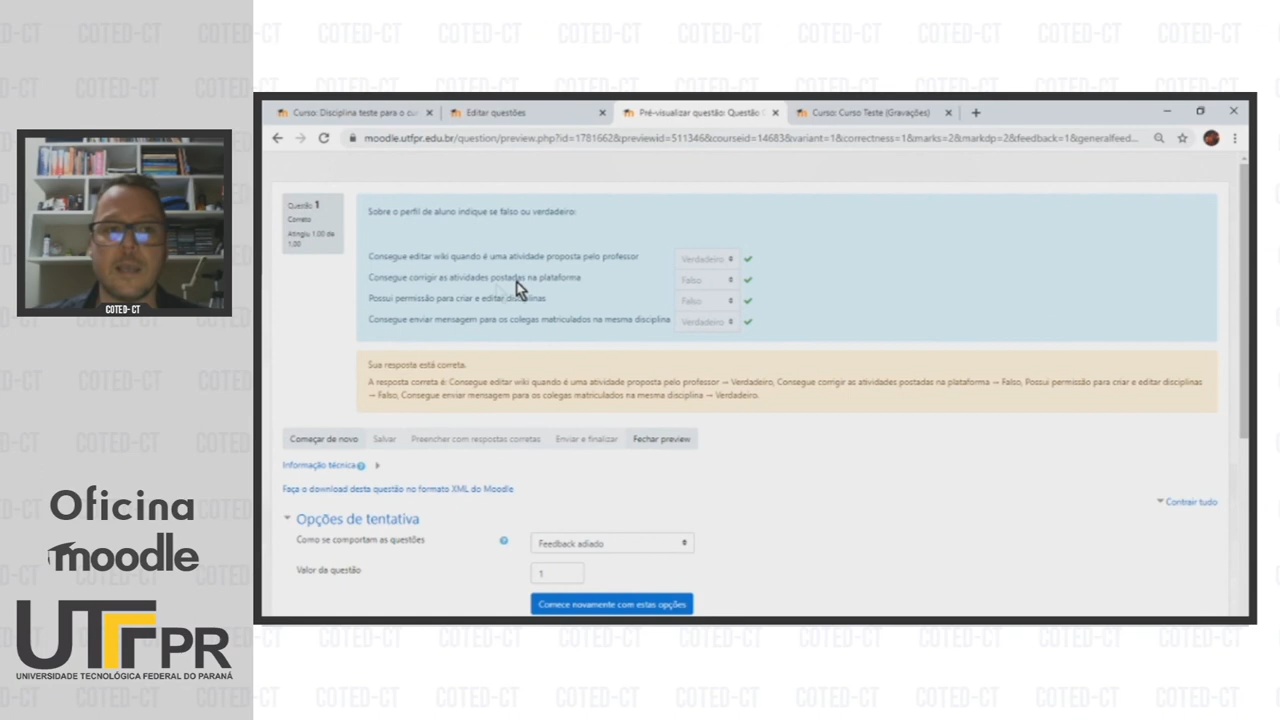 COTED-CT
Oficina
moodle
UTFPR
UNIVERSIDADE TECNOLÓGICA FEDERAL DO PARANÁ
Curso: Disciplina teste para o cu
Editar questões
Pré-visualizar questão: Questão
Curso: Curso Teste (Gravações)
moodle.utfpr.edu.br/question/preview.php?id=1781662&previewid=511346&courseid=14683&variant=1&correctness=1&marks=2&markdp=2&feedback=1&generalfeed...
Questão 1
Correto
Atingiu 1,00 de
1,00
Sobre o perfil de aluno indique se falso ou verdadeiro:
Consegue editar wiki quando é uma atividade proposta pelo professor Verdadeiro
Consegue corrigir as atividades postadas na plataforma Falso
Possui permissão para criar e editar disciplinas Falso
Consegue enviar mensagem para os colegas matriculados na mesma disciplina Verdadeiro
Sua resposta está correta.
A resposta correta é: Consegue editar wiki quando é uma atividade proposta pelo professor → Verdadeiro, Consegue corrigir as atividades postadas na plataforma → Falso, Possui permissão para criar e editar disciplinas
→ Falso, Consegue enviar mensagem para os colegas matriculados na mesma disciplina → Verdadeiro.
Começar de novo Salvar Preencher com respostas corretas Enviar e finalizar Fechar preview
Informação técnica
Faça o download desta questão no formato XML do Moodle
Contrair tudo
Opções de tentativa
Como se comportam as questões Feedback adiado
Valor da questão 1
Comece novamente com estas opções